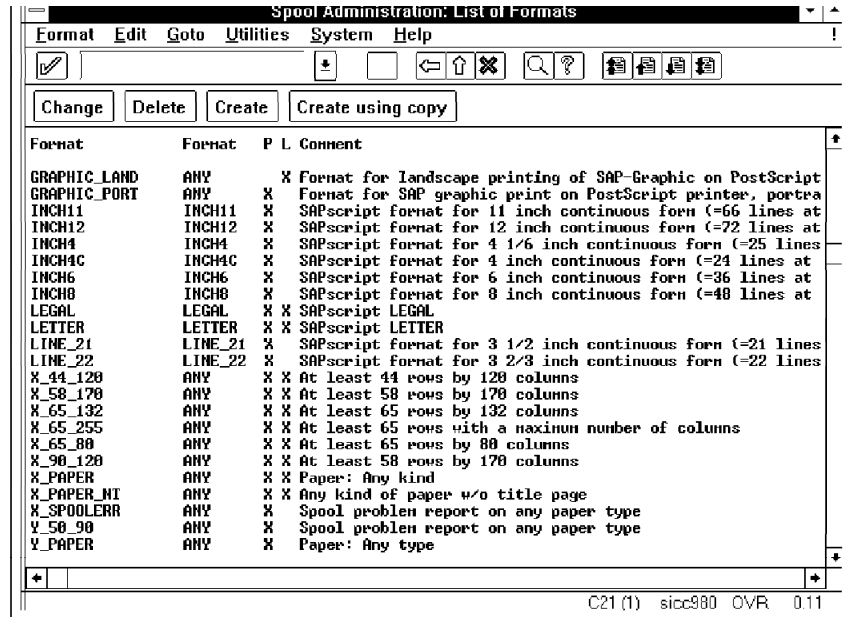 Spool Administration: List of Formats
Format Edit Goto Utilities System Help !
Change Delete Create Create using copy
Format Format P L Comment
GRAPHIC_LAND ANY X Format for landscape printing of SAP-Graphic on PostScript
GRAPHIC_PORT ANY X Format for SAP graphic print on PostScript printer, portra
INCH11 INCH11 X SAPscript format for 11 inch continuous form (=66 lines at
INCH12 INCH12 X SAPscript format for 12 inch continuous form (=72 lines at
INCH4 INCH4 X SAPscript format for 4 1/6 inch continuous form (=25 lines
INCH4C INCH4C X SAPscript format for 4 inch continuous form (=24 lines at
INCH6 INCH6 X SAPscript format for 6 inch continuous form (=36 lines at
INCH8 INCH8 X SAPscript format for 8 inch continuous form (=48 lines at
LEGAL LEGAL X X SAPscript LEGAL
LETTER LETTER X X SAPscript LETTER
LINE_21 LINE_21 X SAPscript format for 3 1/2 inch continuous form (=21 lines
LINE_22 LINE_22 X SAPscript format for 3 2/3 inch continuous form (=22 lines
X_44_120 ANY X X At least 44 rows by 120 columns
X_58_170 ANY X X At least 58 rows by 170 columns
X_65_132 ANY X X At least 65 rows by 132 columns
X_65_255 ANY X X At least 65 rows with a maximum number of columns
X_65_80 ANY X X At least 65 rows by 80 columns
X_90_120 ANY X X At least 58 rows by 170 columns
X_PAPER ANY X X Paper: Any kind
X_PAPER_NT ANY X X Any kind of paper w/o title page
X_SPOOLERR ANY X Spool problem report on any paper type
Y_50_90 ANY X Spool problem report on any paper type
Y_PAPER ANY X Paper: Any type
C21 (1) sicc980 OVR 0.11